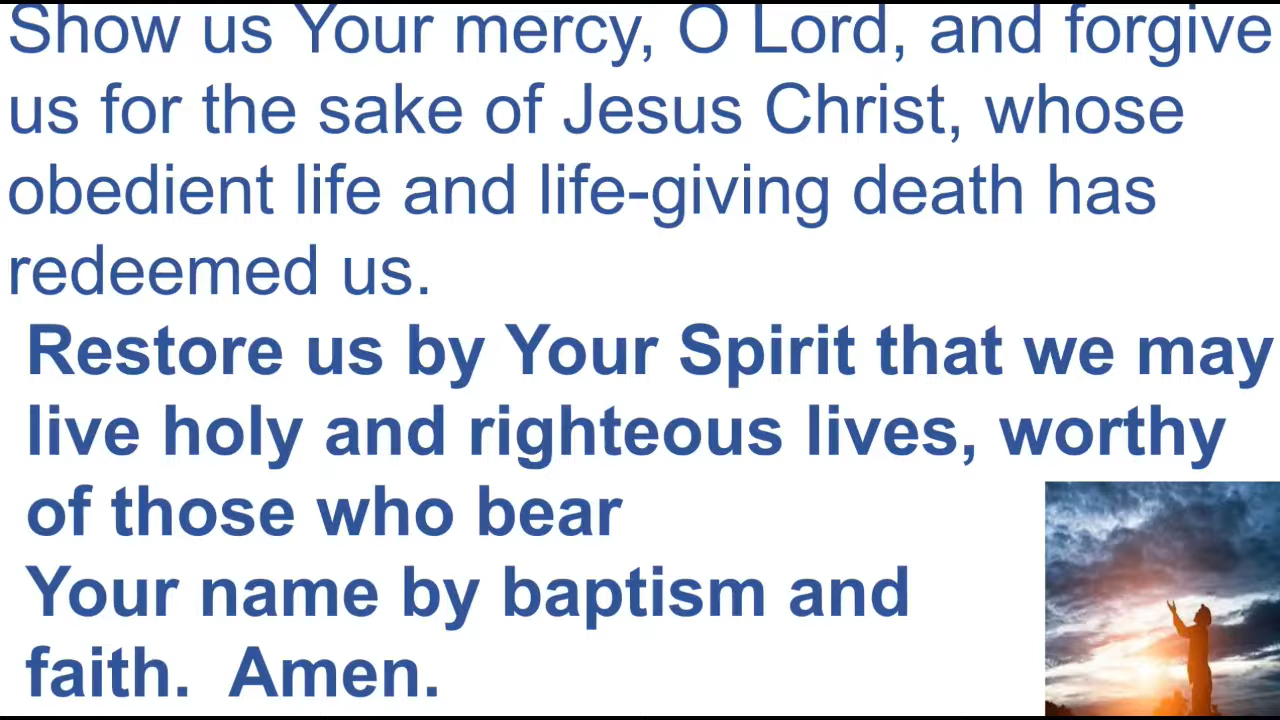 Show us Your mercy, O Lord, and forgive
us for the sake of Jesus Christ, whose
obedient life and life-giving death has
redeemed us.
Restore us by Your Spirit that we may
live holy and righteous lives, worthy
of those who bear
Your name by baptism and
faith.  Amen.